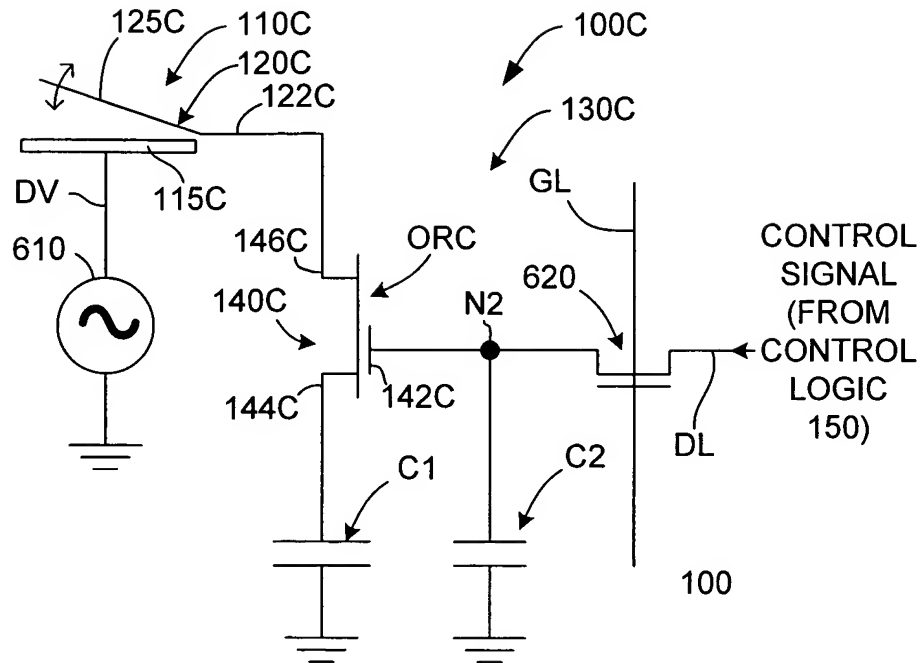 125C
110C
120C
122C
100C
130C
115C
DV
610
GL
146C
ORC
140C
N2
620
CONTROL
SIGNAL
(FROM
CONTROL
LOGIC
150)
144C
142C
DL
C1
C2
100